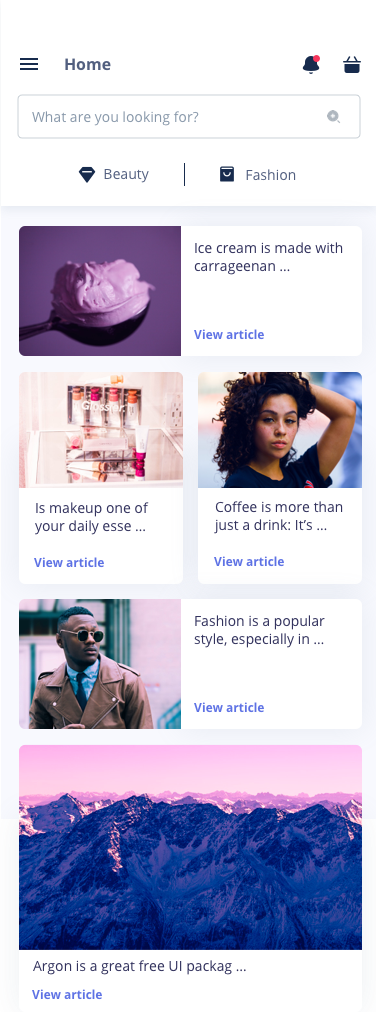 Home
What are you looking for?
Beauty
Fashion
Ice cream is made with
carrageenan ...
View article
Glossier.
Is makeup one of
your daily esse ...
View article
Coffee is more than
just a drink: It's ...
View article
Fashion is a popular
style, especially in ...
View article
Argon is a great free UI packag ...
View article